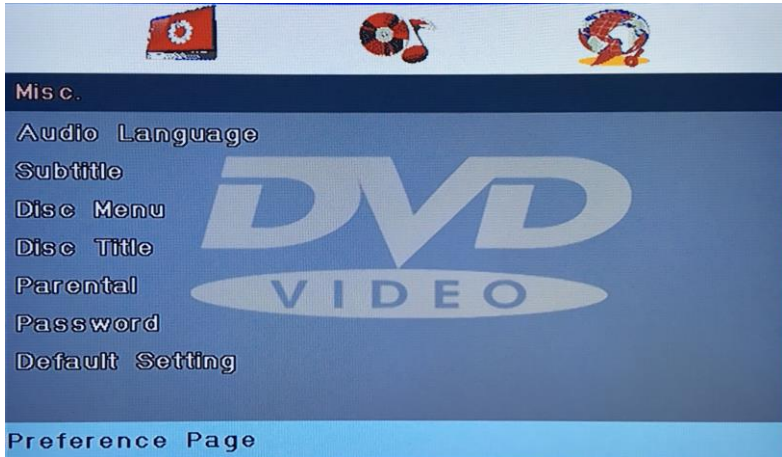 Misc.
Audio Language
Subtitle
Disc Menu
Disc Title
Parental
Password
Default Setting
DVD
VIDEO
Preference Page